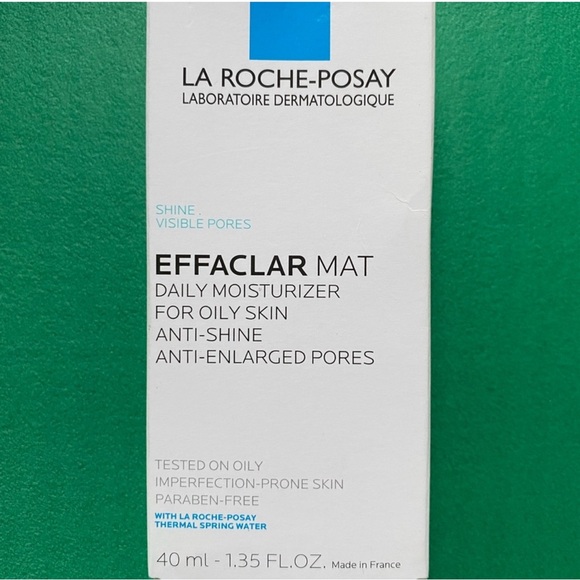 LA ROCHE-POSAY
LABORATOIRE DERMATOLOGIQUE
SHINE
VISIBLE PORES
EFFACLAR MAT
DAILY MOISTURIZER
FOR OILY SKIN
ANTI-SHINE
ANTI-ENLARGED PORES
TESTED ON OILY
IMPERFECTION-PRONE SKIN
PARABEN-FREE
WITH LA ROCHE-POSAY
THERMAL SPRING WATER
40 ml - 1.35 FL.OZ. Made in France